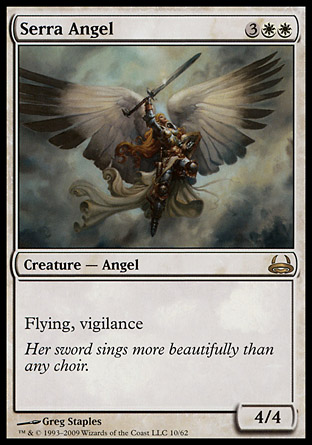 Serra Angel 3
Creature — Angel
Flying, vigilance
Her sword sings more beautifully than
any choir.
Greg Staples
™ & © 1993–2009 Wizards of the Coast LLC 10/62
4/4